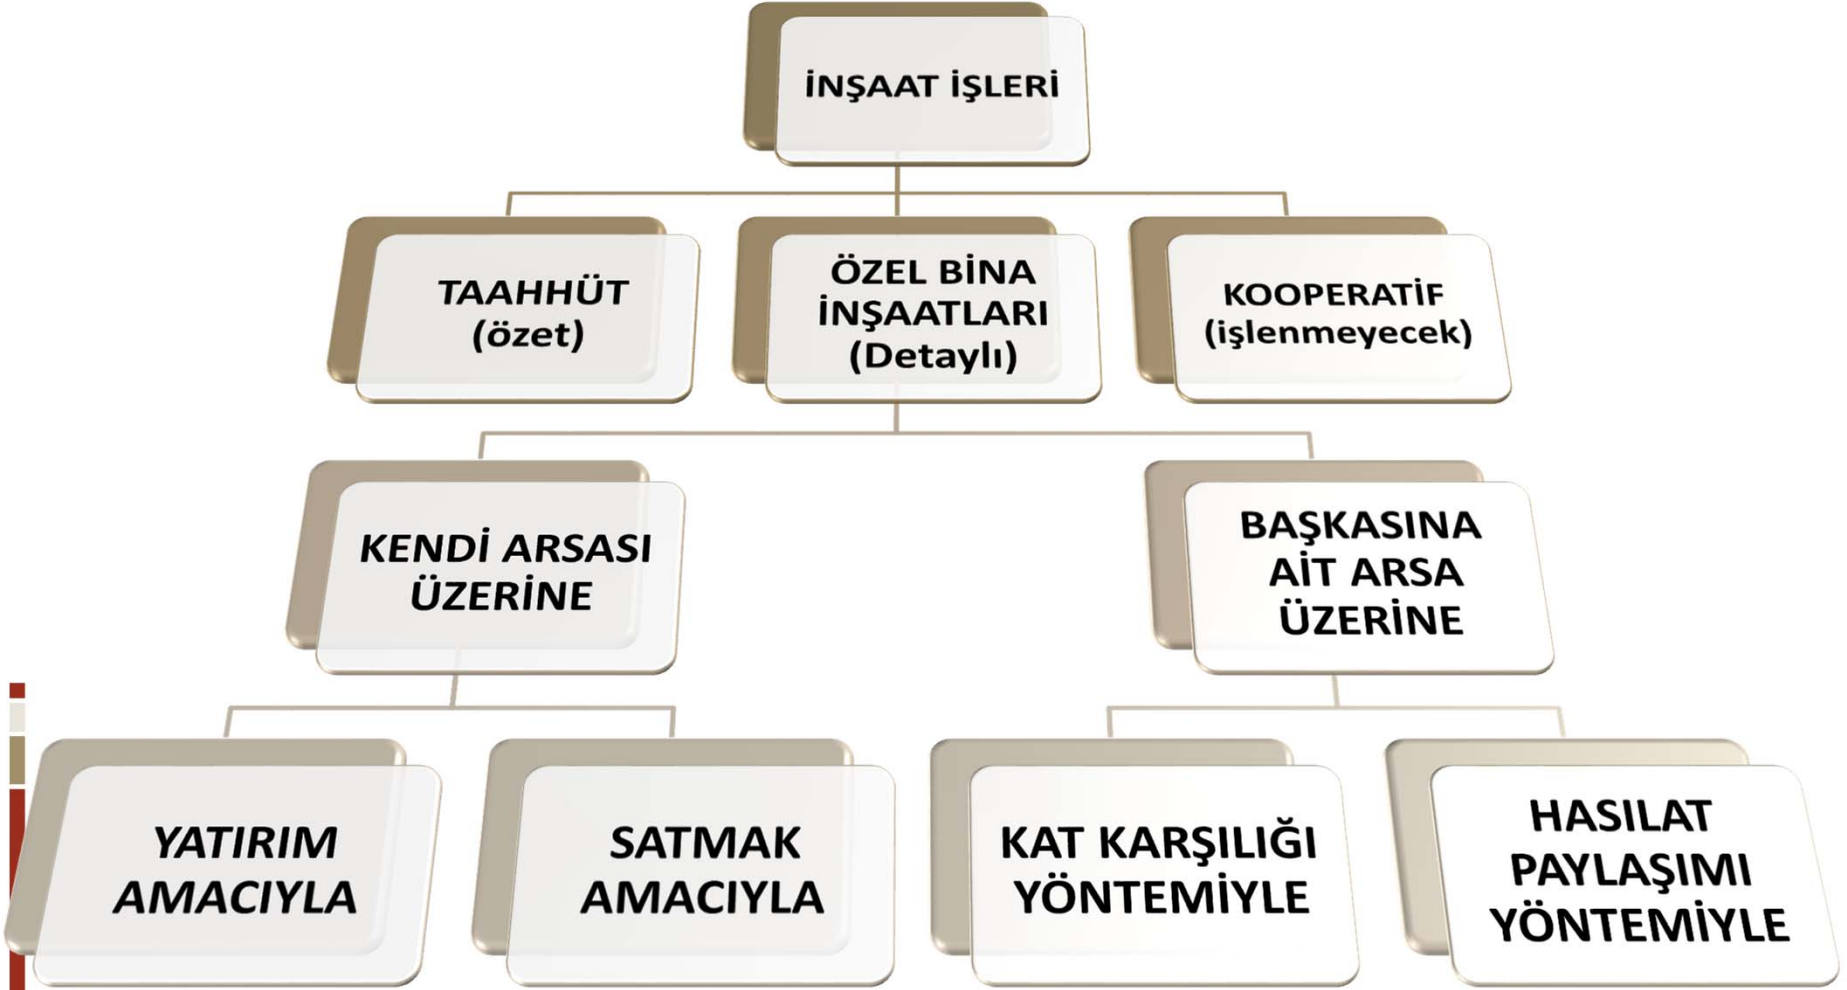 İNŞAAT İŞLERİ
TAAHHÜT
(özet)
ÖZEL BİNA
İNŞAATLARI
(Detaylı)
KOOPERATİF
(işlenmeyecek)
KENDİ ARSASI
ÜZERİNE
BAŞKASINA
AİT ARSA
ÜZERİNE
YATIRIM
AMACIYLA
SATMAK
AMACIYLA
KAT KARŞILIĞI
YÖNTEMİYLE
HASILAT
PAYLAŞIMI
YÖNTEMİYLE